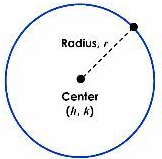 Radius, r
Center
(h, k)